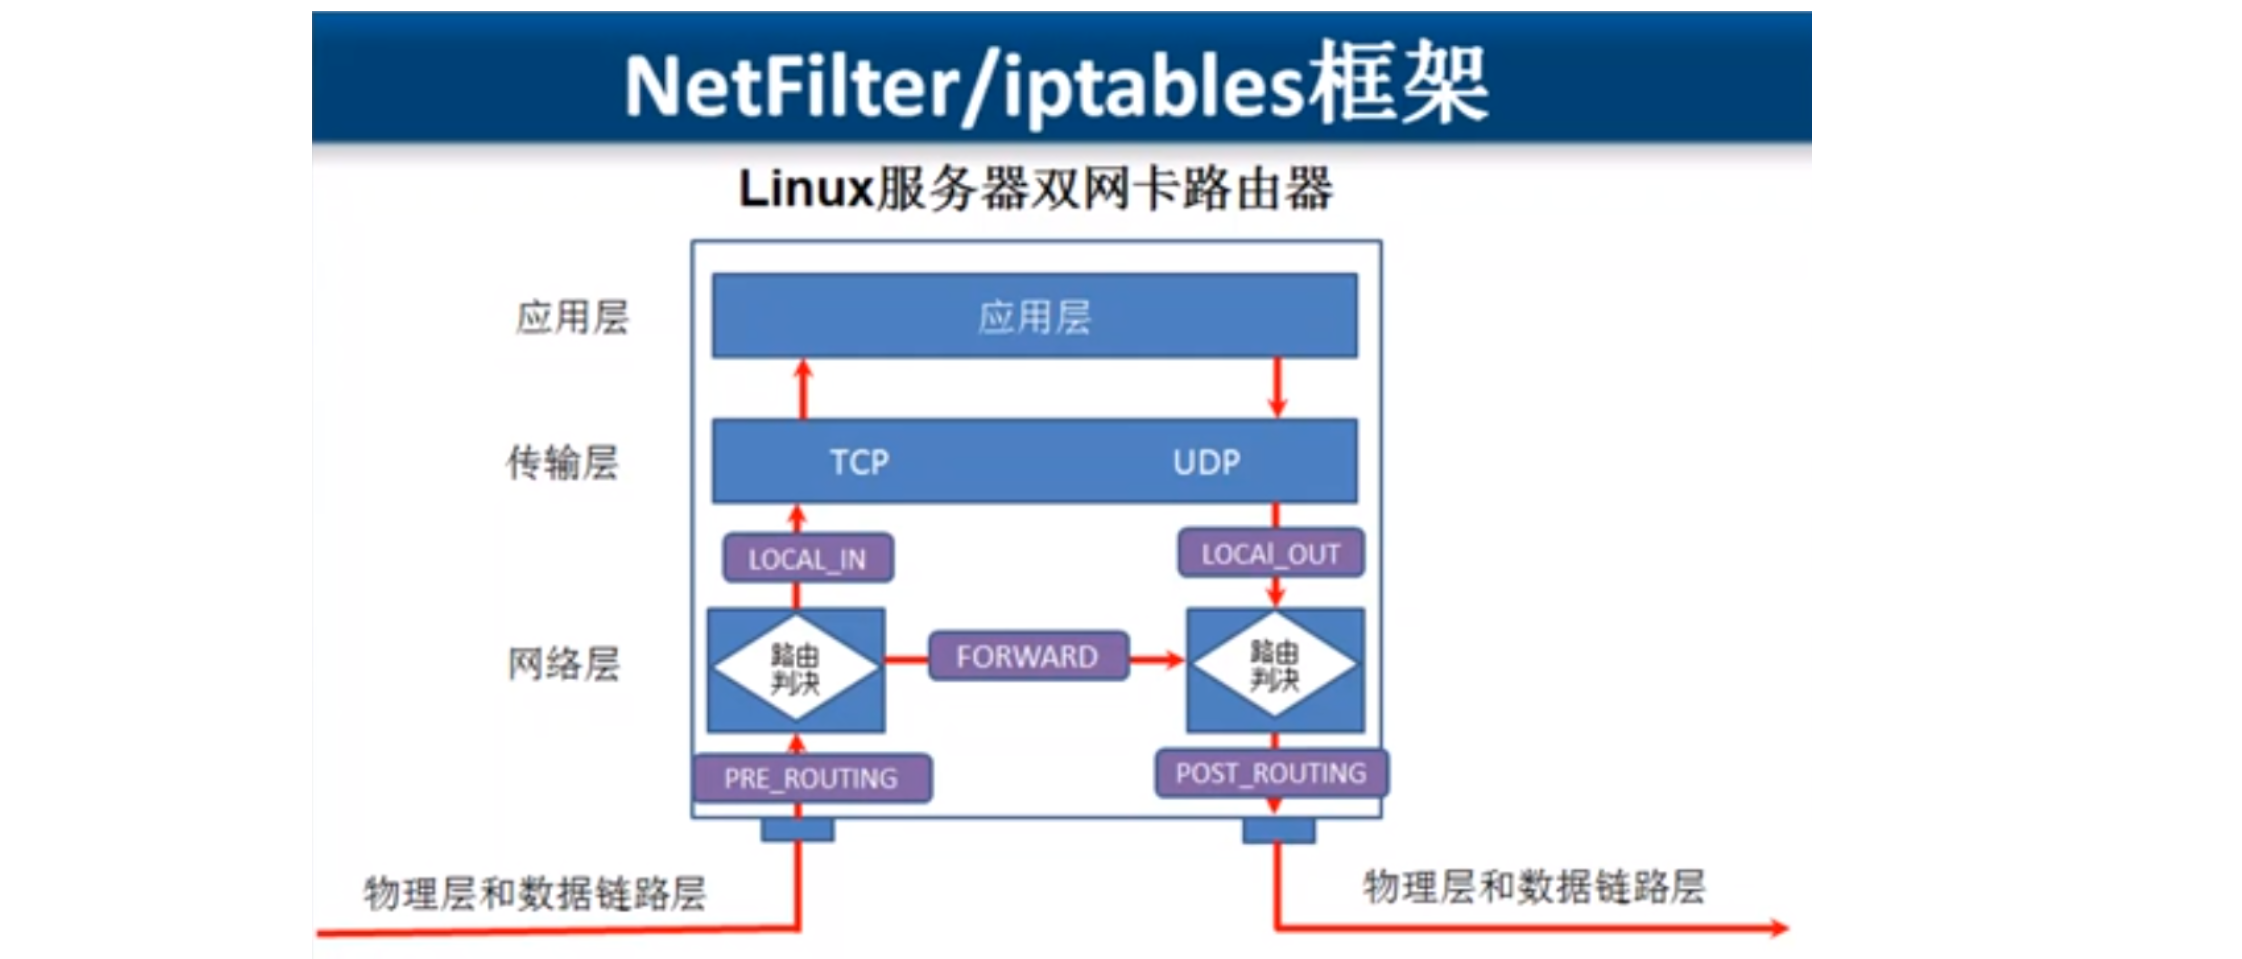 NetFilter/iptables框架
Linux服务器双网卡路由器
应用层
应用层
传输层
TCP
UDP
LOCAL_IN
LOCAl_OUT
网络层
路由
判决
FORWARD
路由
判决
PRE_ROUTING
POST_ROUTING
物理层和数据链路层
物理层和数据链路层